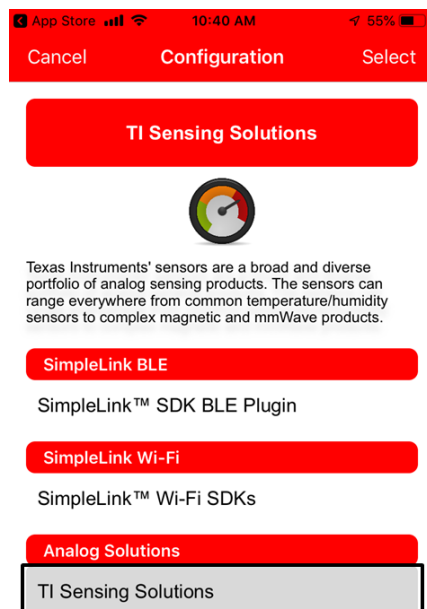 App Store 10:40 AM 55%
Cancel Configuration Select
TI Sensing Solutions
Texas Instruments' sensors are a broad and diverse
portfolio of analog sensing products. The sensors can
range everywhere from common temperature/humidity
sensors to complex magnetic and mmWave products.
SimpleLink BLE
SimpleLink™ SDK BLE Plugin
SimpleLink Wi-Fi
SimpleLink™ Wi-Fi SDKs
Analog Solutions
TI Sensing Solutions